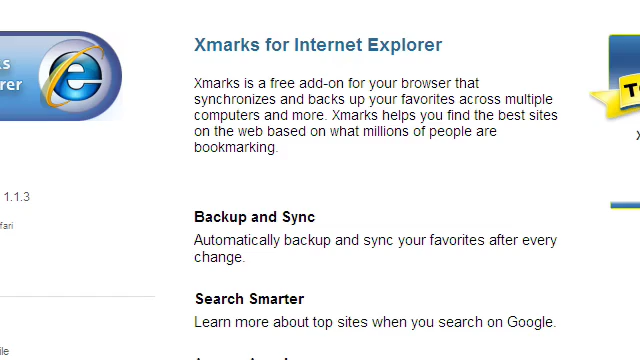 Xmarks for Internet Explorer
Xmarks is a free add-on for your browser that
synchronizes and backs up your favorites across multiple
computers and more. Xmarks helps you find the best sites
on the web based on what millions of people are
bookmarking.
1.1.3
Backup and Sync
Automatically backup and sync your favorites after every
change.
Search Smarter
Learn more about top sites when you search on Google.